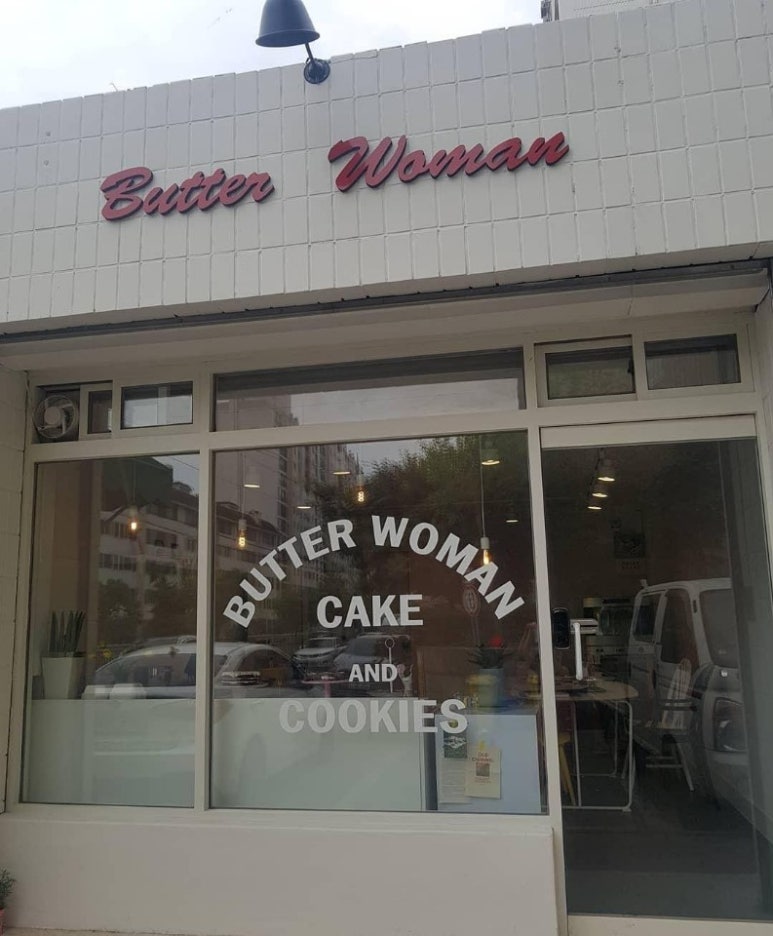 Butter Woman
BUTTER WOMAN
CAKE
AND
COOKIES